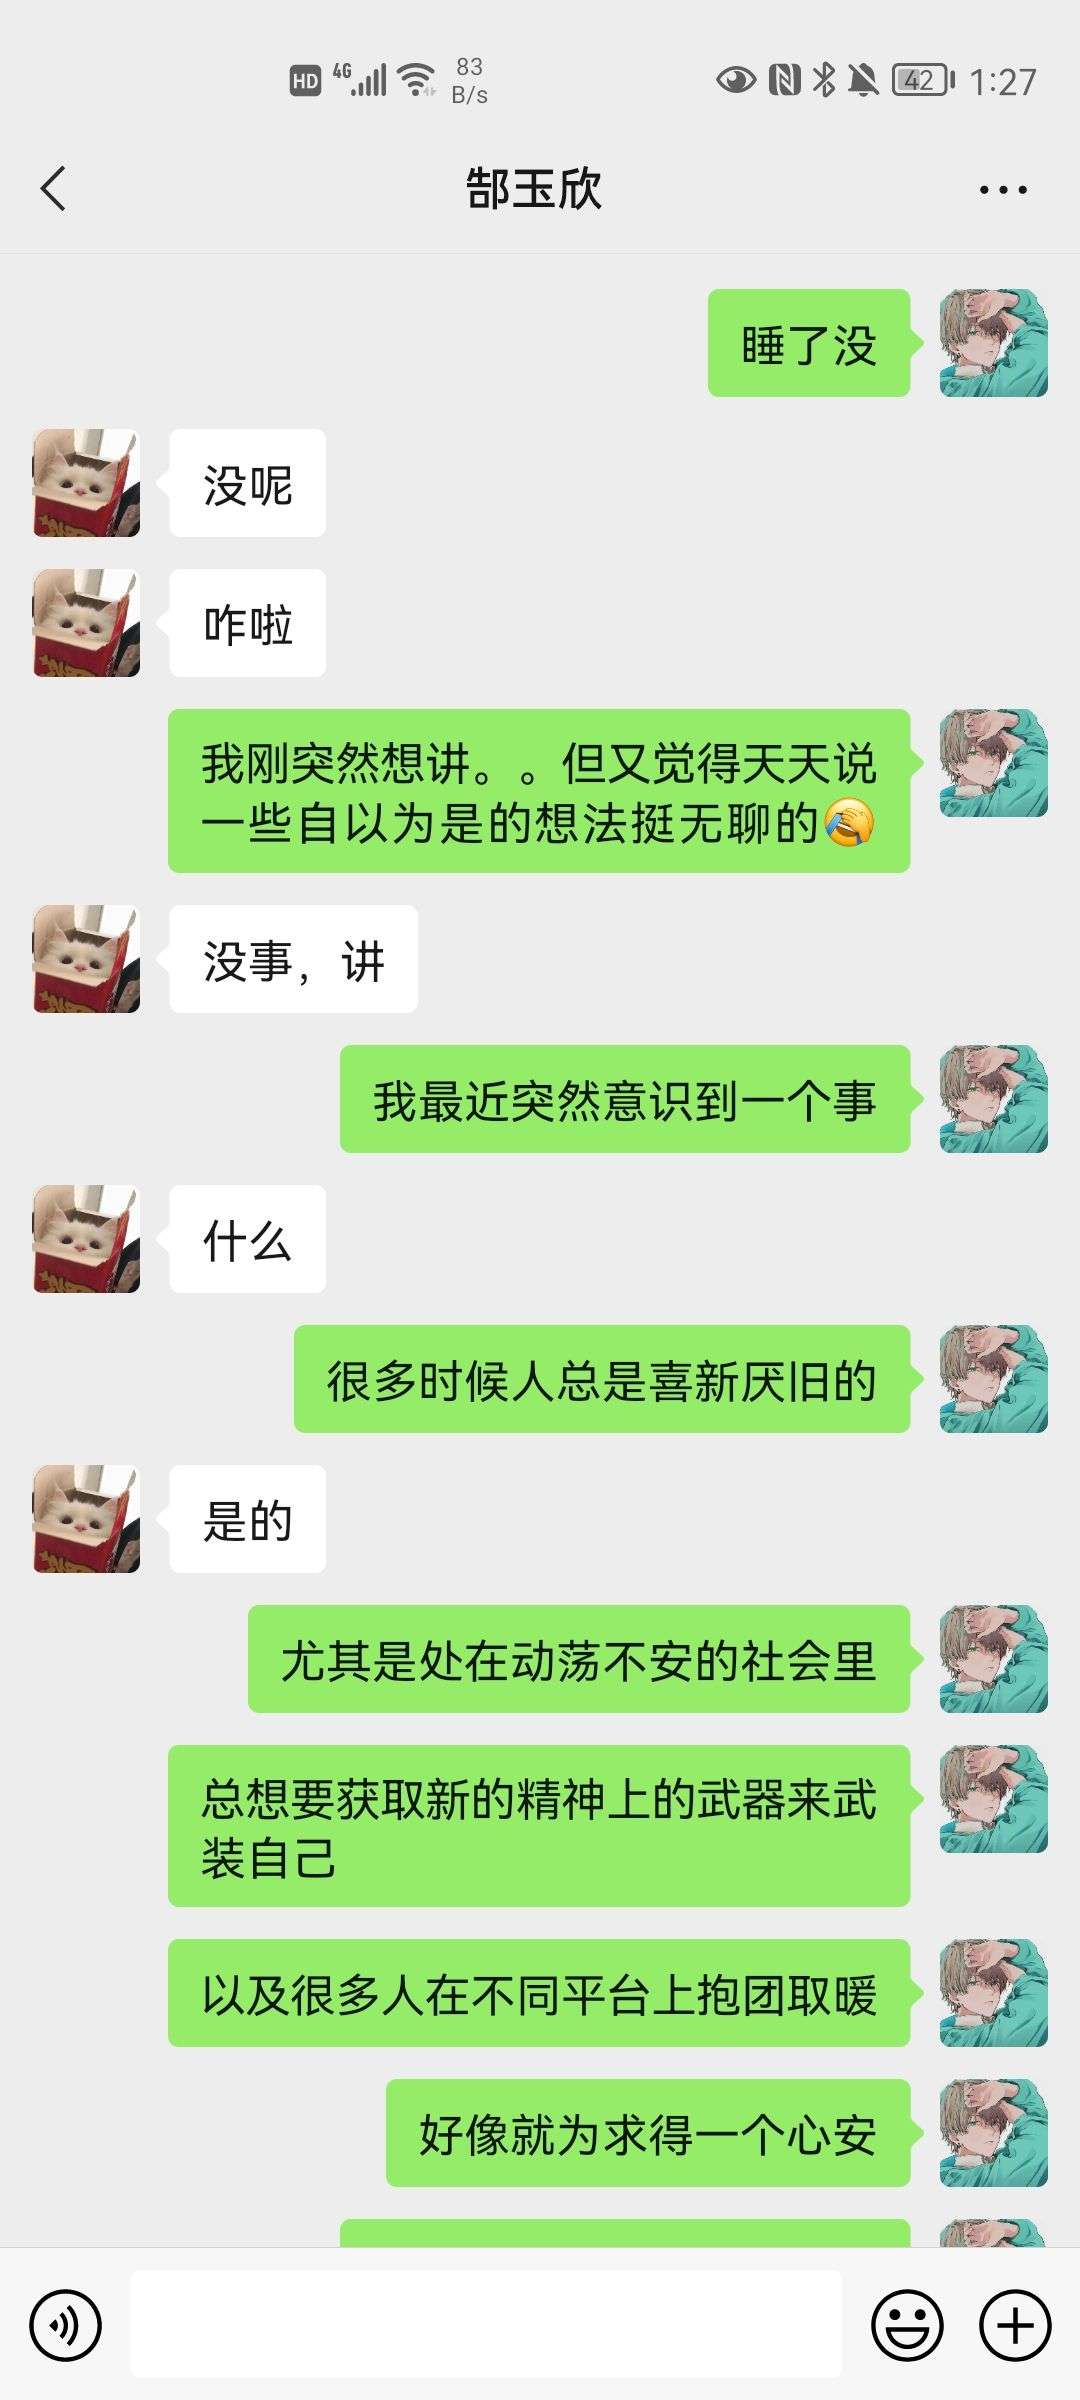 HD 4G 83 B/s 42 1:27
郜玉欣
睡了没
没呢
咋啦
我刚突然想讲。。但又觉得天天说
一些自以为是的想法挺无聊的🤦
没事，讲
我最近突然意识到一个事
什么
很多时候人总是喜新厌旧的
是的
尤其是处在动荡不安的社会里
总想要获取新的精神上的武器来武
装自己
以及很多人在不同平台上抱团取暖
好像就为求得一个心安